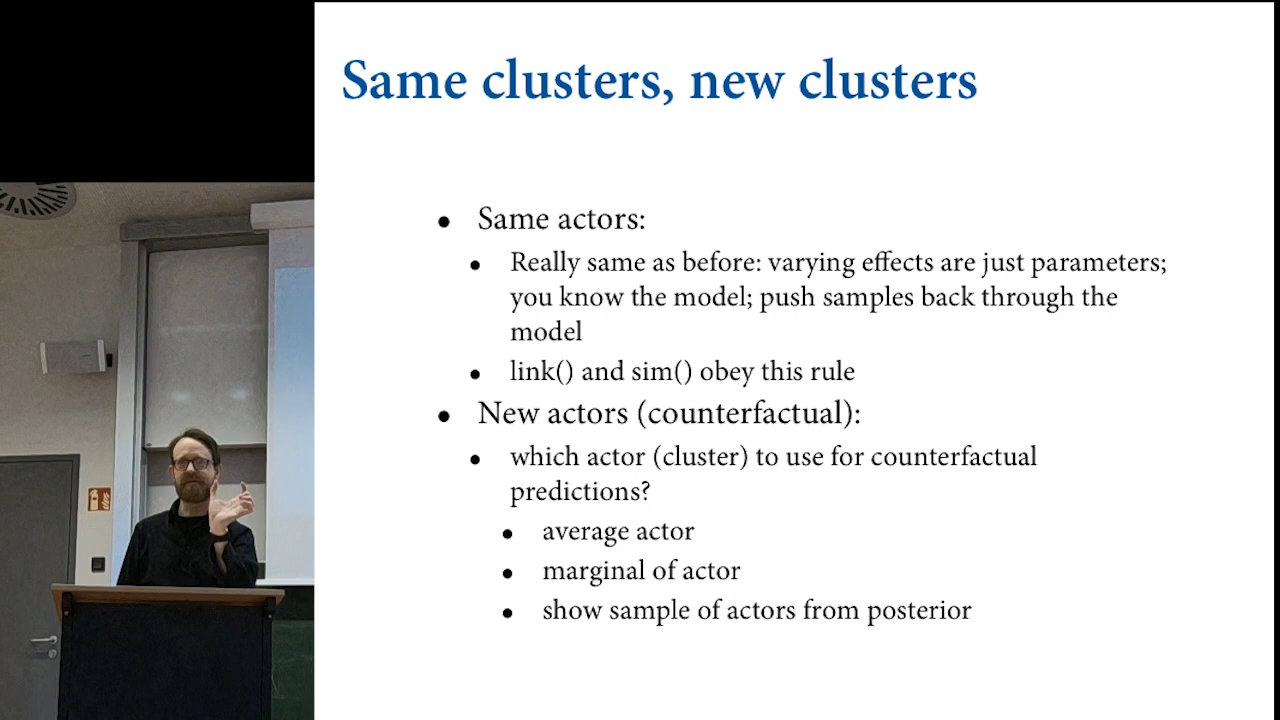 Same clusters, new clusters
• Same actors:
• Really same as before: varying effects are just parameters;
you know the model; push samples back through the
model
• link() and sim() obey this rule
• New actors (counterfactual):
• which actor (cluster) to use for counterfactual
predictions?
• average actor
• marginal of actor
• show sample of actors from posterior